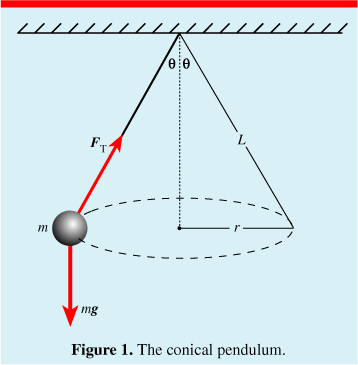 θ θ
F_T
L
m
r
mg
Figure 1. The conical pendulum.